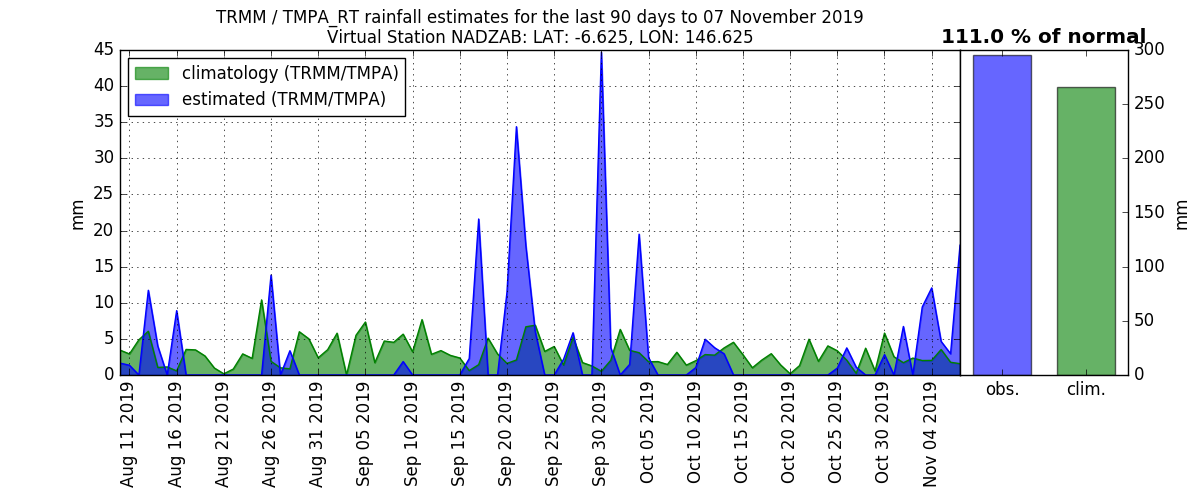 TRMM / TMPA_RT rainfall estimates for the last 90 days to 07 November 2019
Virtual Station NADZAB: LAT: -6.625, LON: 146.625
111.0 % of normal
climatology (TRMM/TMPA)
estimated (TRMM/TMPA)
mm
45
40
35
30
25
20
15
10
5
0
Aug 11 2019
Aug 16 2019
Aug 21 2019
Aug 26 2019
Aug 31 2019
Sep 05 2019
Sep 10 2019
Sep 15 2019
Sep 20 2019
Sep 25 2019
Sep 30 2019
Oct 05 2019
Oct 10 2019
Oct 15 2019
Oct 20 2019
Oct 25 2019
Oct 30 2019
Nov 04 2019
obs.
clim.
300
250
200
150
100
50
0
mm